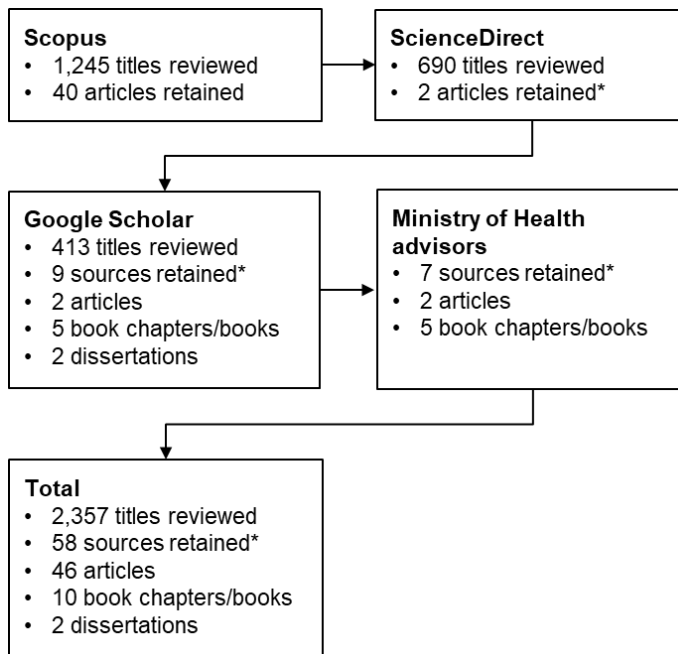 Scopus
• 1,245 titles reviewed
• 40 articles retained
ScienceDirect
• 690 titles reviewed
• 2 articles retained*
Google Scholar
• 413 titles reviewed
• 9 sources retained*
• 2 articles
• 5 book chapters/books
• 2 dissertations
Ministry of Health
advisors
• 7 sources retained*
• 2 articles
• 5 book chapters/books
Total
• 2,357 titles reviewed
• 58 sources retained*
• 46 articles
• 10 book chapters/books
• 2 dissertations